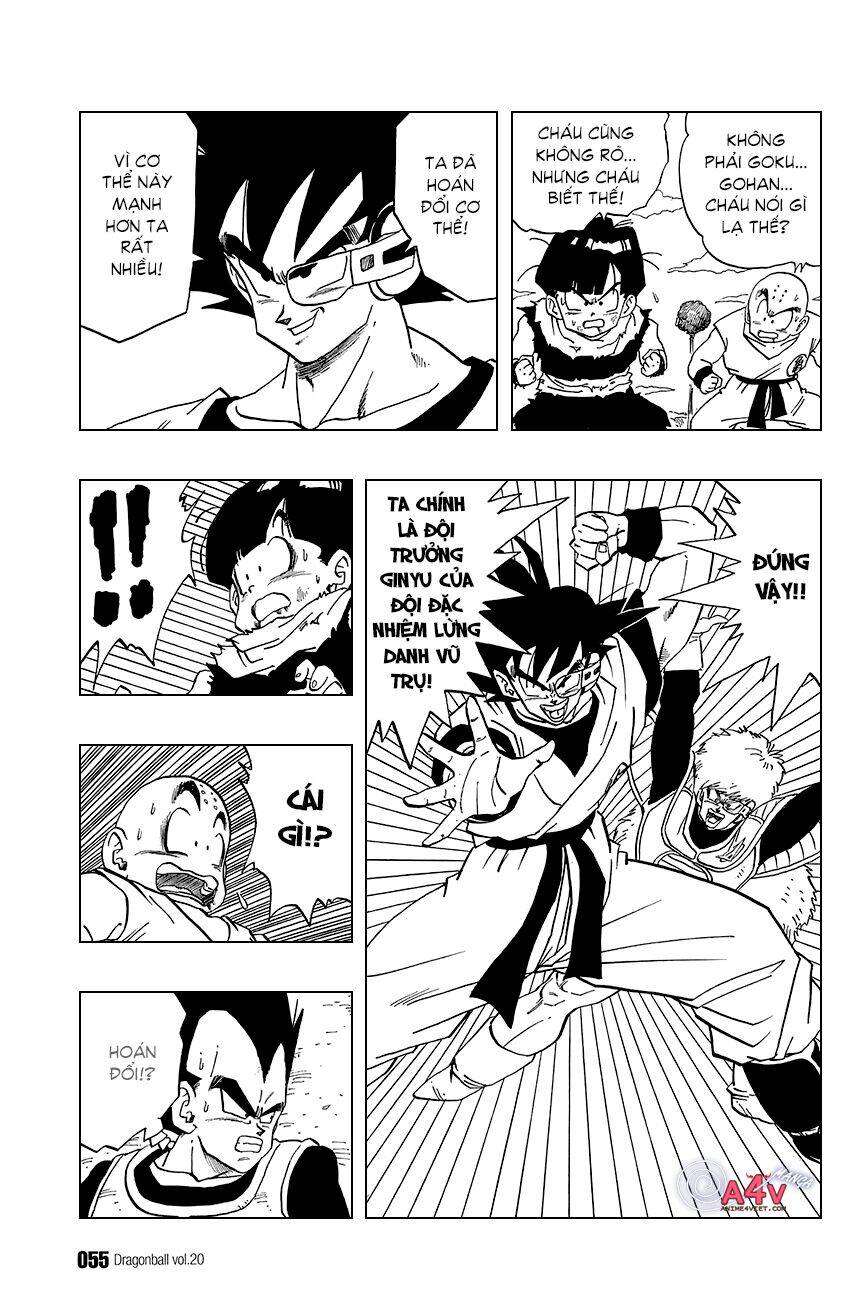 KHÔNG
PHẢI GOKU...
GOHAN...
CHÁU NÓI GÌ
LẠ THẾ?
CHÁU CŨNG
KHÔNG RÕ...
NHƯNG CHÁU
BIẾT THẾ!
TA ĐÃ
HOÁN
ĐỔI CƠ
THỂ!
VÌ CƠ
THỂ NÀY
MẠNH
HƠN TA
RẤT
NHIỀU!
ĐÚNG
VẬY!!
TA CHÍNH
LÀ ĐỘI
TRƯỞNG
GINYU CỦA
ĐỘI ĐẶC
NHIỆM LỪNG
DANH VŨ
TRỤ!
!!
CÁI
GÌ!?
HOÁN
ĐỔI!?
MANGA
A4V
ANIME4VIET.COM
055 Dragonball vol.20